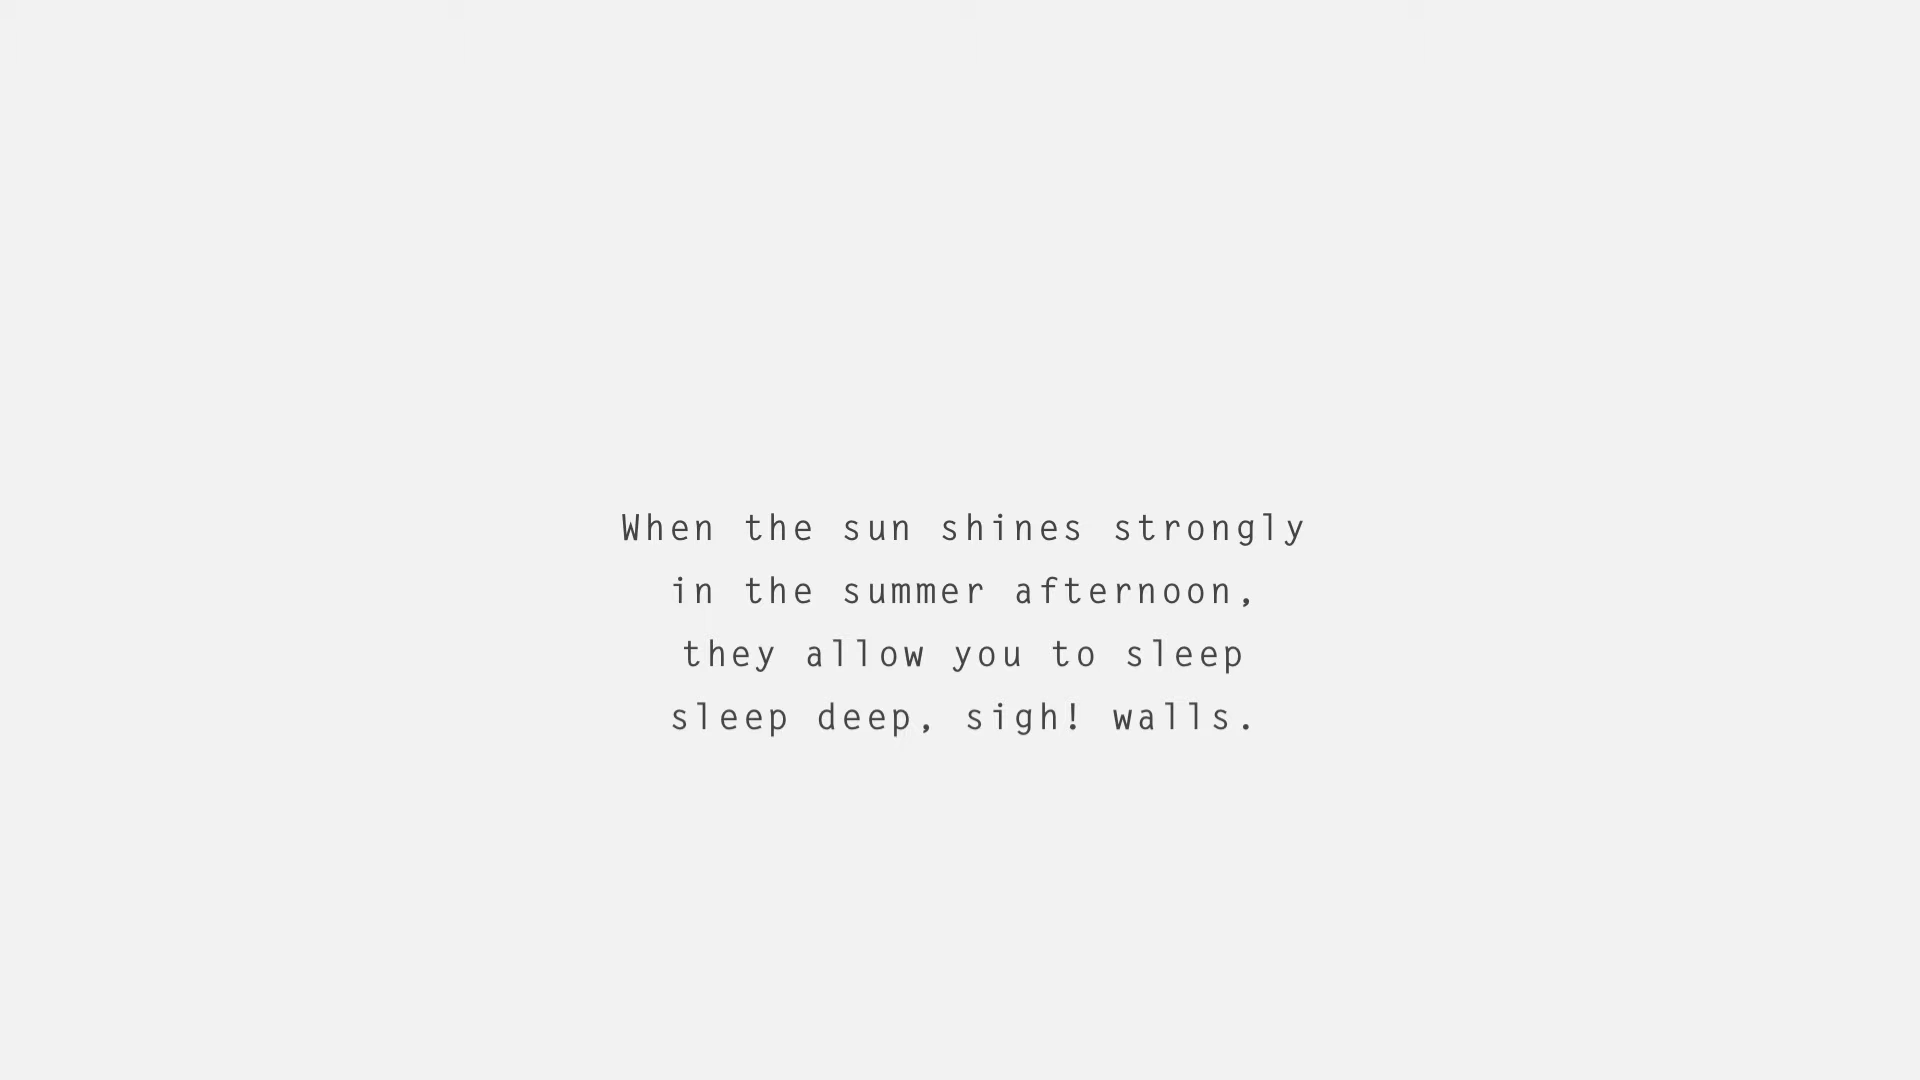 When the sun shines strongly
in the summer afternoon,
they allow you to sleep
sleep deep, sigh! walls.